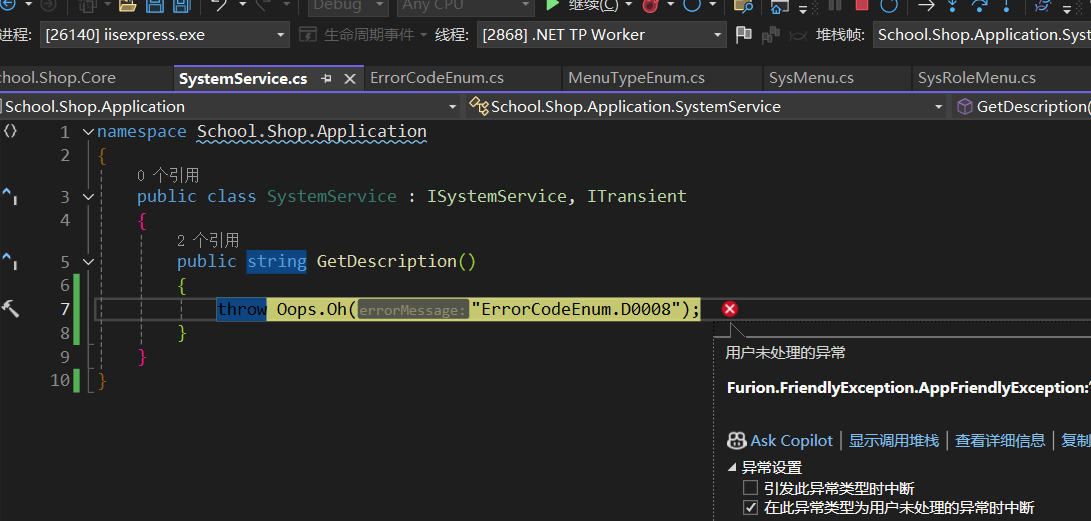 Debug Any CPU 继续(C)
进程: [26140] iisexpress.exe 生命周期事件 线程: [2868] .NET TP Worker 堆栈帧: School.Shop.Application.Syst
chool.Shop.Core SystemService.cs ErrorCodeEnum.cs MenuTypeEnum.cs SysMenu.cs SysRoleMenu.cs
School.Shop.Application School.Shop.Application.SystemService GetDescription(
1 namespace School.Shop.Application
2 {
0 个引用
3 public class SystemService : ISystemService, ITransient
4 {
2 个引用
5 public string GetDescription()
6 {
7 throw Oops.Oh(errorMessage:"ErrorCodeEnum.D0008");
8 }
9 }
10 }
用户未处理的异常
Furion.FriendlyException.AppFriendlyException:
Ask Copilot 显示调用堆栈 查看详细信息 复制
异常设置
引发此异常类型时中断
在此异常类型为用户未处理的异常时中断